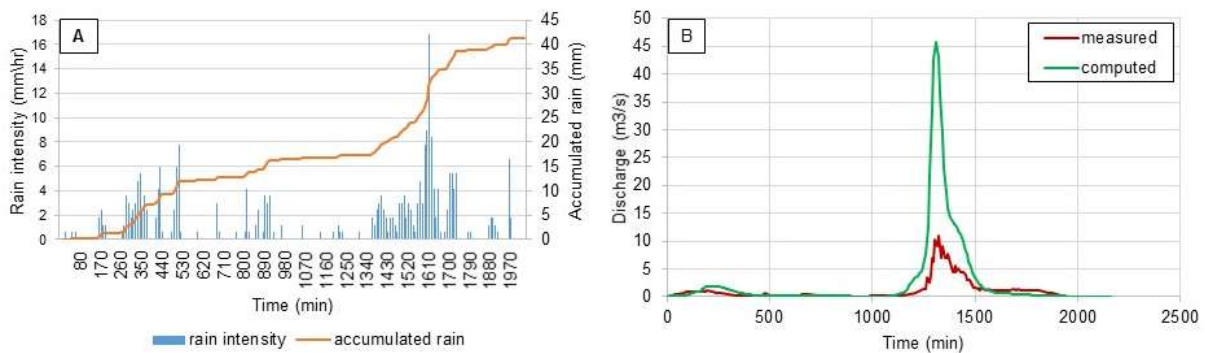 A
Rain intensity (mm\hr)
18
16
14
12
10
8
6
4
2
0
45
40
35
30
25
20
15
10
5
0
Accumulated rain (mm)
80 170 260 350 440 530 620 710 800 890 980 1070 1160 1250 1340 1430 1520 1610 1700 1790 1880 1970
Time (min)
rain intensity accumulated rain
B
measured
computed
Discharge (m3/s)
50
45
40
35
30
25
20
15
10
5
0
0 500 1000 1500 2000 2500
Time (min)